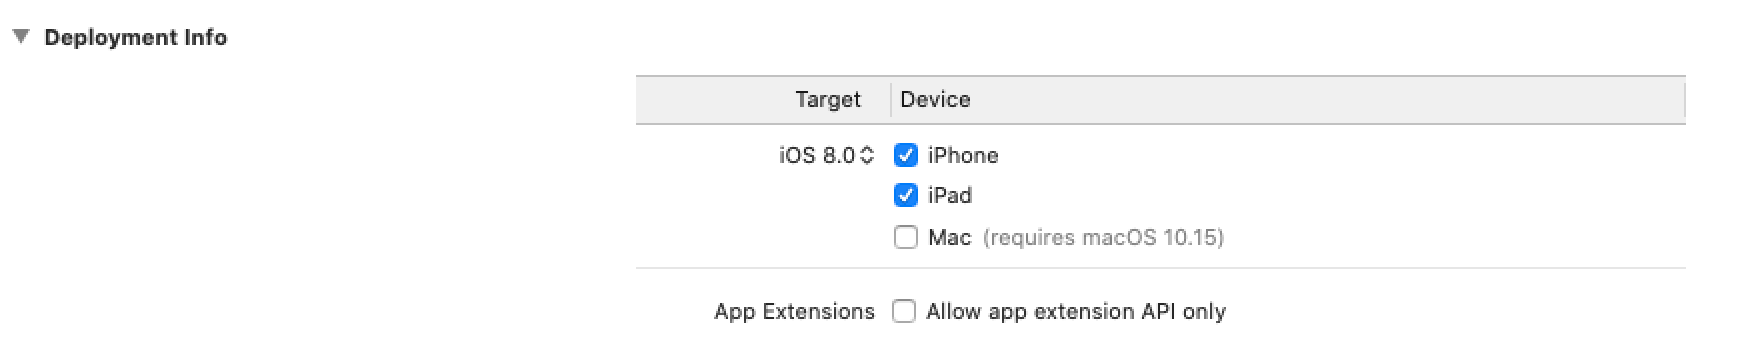 Deployment Info
Target Device
iOS 8.0 iPhone
iPad
Mac (requires macOS 10.15)
App Extensions Allow app extension API only